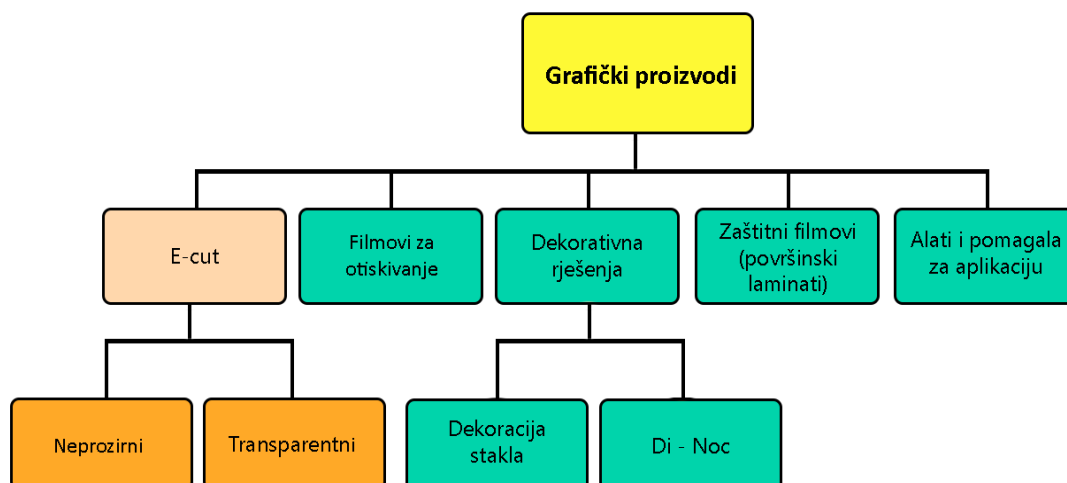 Grafički proizvodi
E-cut
Filmovi za
otiskivanje
Dekorativna
rješenja
Zaštitni filmovi
(površinski
laminati)
Alati i pomagala
za aplikaciju
Neprozirni
Transparentni
Dekoracija
stakla
Di - Noc